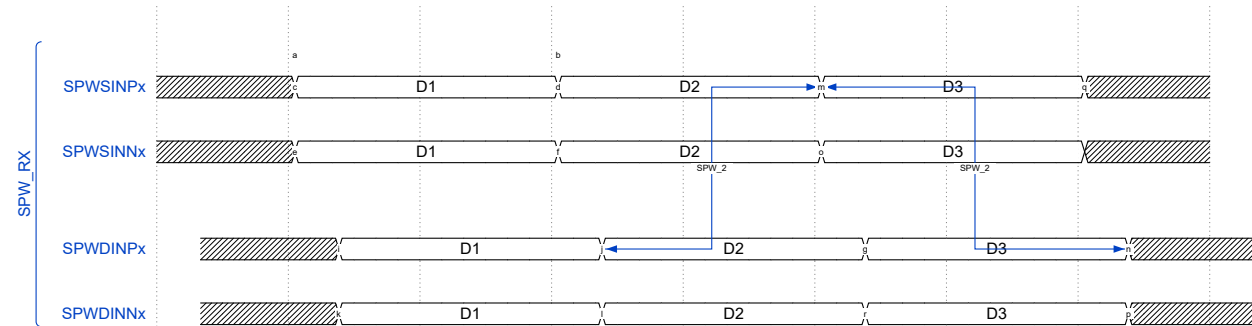 SPW_RX
a b
SPWSINPx c D1 d D2 m D3 q
SPWSINNx e D1 f D2 o D3
SPW_2 SPW_2
SPWDINPx i D1 j D2 g D3 n
SPWDINNx k D1 l D2 r D3 p